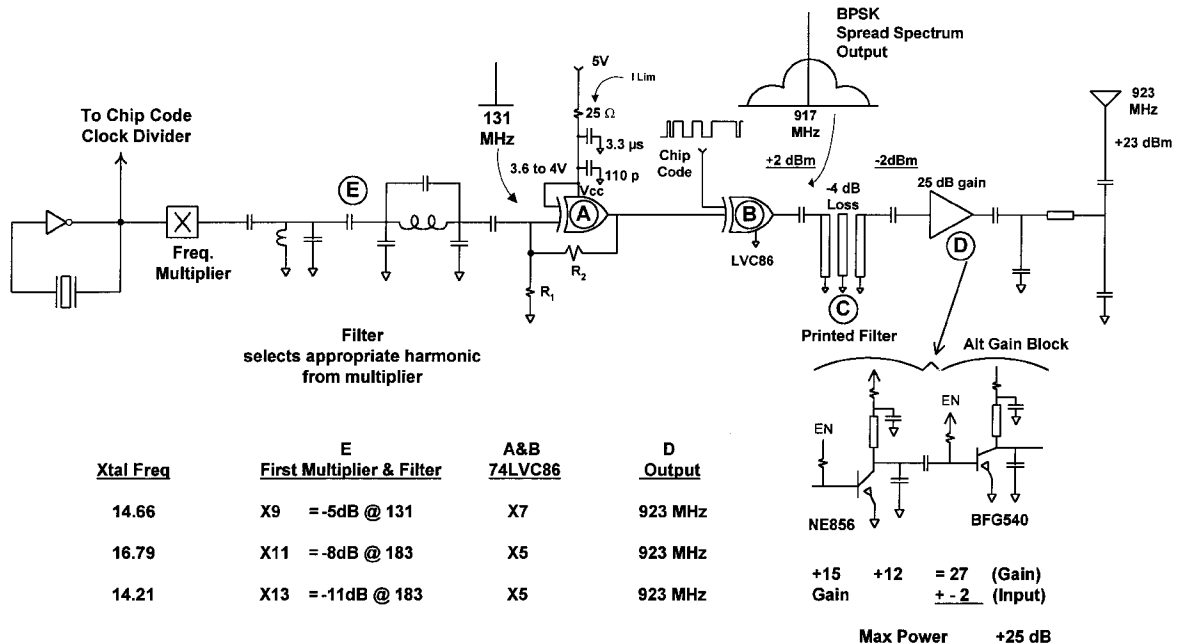 BPSK
Spread Spectrum
Output
5V
I Lim
131
MHz
25 Ω
3.3 µs
110 p
3.6 to 4V
Vcc
To Chip Code
Clock Divider
Chip
Code
917
MHz
+2 dBm
-2dBm
923
MHz
+23 dBm
25 dB gain
-4 dB
Loss
E
X
Freq.
Multiplier
A
B
LVC86
R1
R2
C
Printed Filter
D
Filter
selects appropriate harmonic
from multiplier
Alt Gain Block
EN
EN
NE856
BFG540
E A&B D
Xtal Freq First Multiplier & Filter 74LVC86 Output
14.66 X9 = -5dB @ 131 X7 923 MHz
16.79 X11 = -8dB @ 183 X5 923 MHz
14.21 X13 = -11dB @ 183 X5 923 MHz
+15 +12 = 27 (Gain)
Gain + - 2 (Input)
Max Power +25 dB